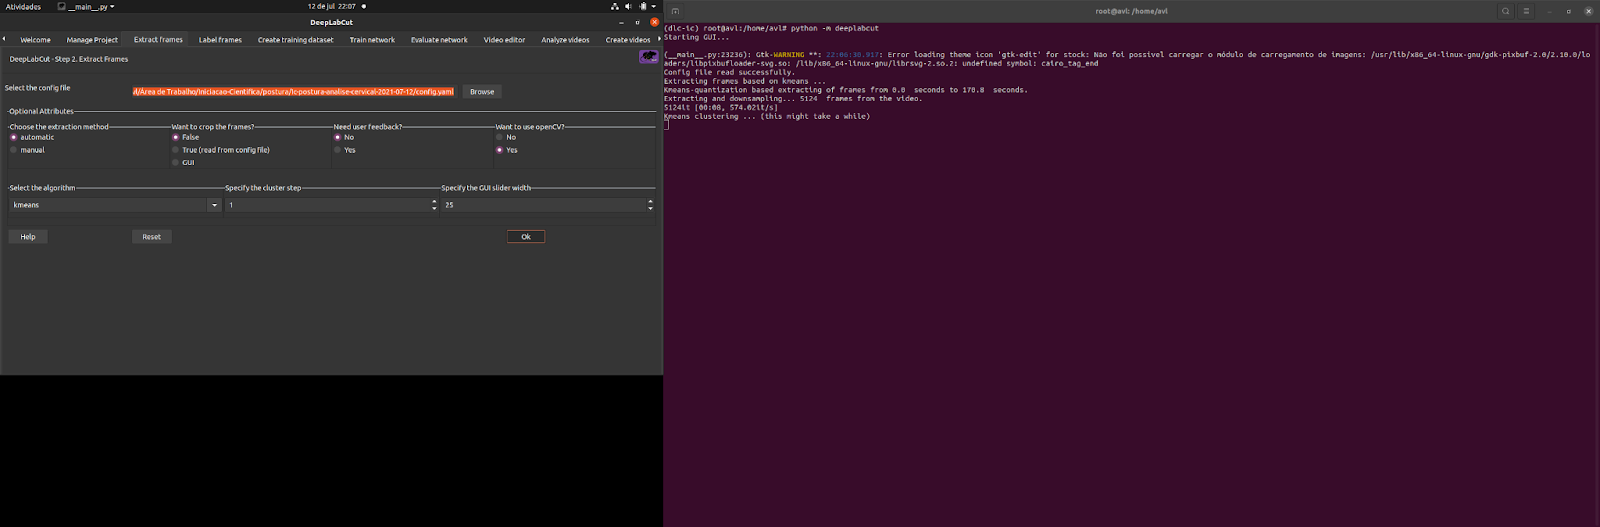 Atividades __main__.py 12 de jul 22:07
DeepLabCut
Welcome Manage Project Extract frames Label frames Create training dataset Train network Evaluate network Video editor Analyze videos Create videos
DeepLabCut - Step 2. Extract Frames
Select the config file l/Área de Trabalho/Iniciacao-Cientifica/postura/ic-postura-analise-cervical-2021-07-12/config.yaml Browse
Optional Attributes
Choose the extraction method Want to crop the frames? Need user feedback? Want to use openCV?
automatic False No No
manual True (read from config file) Yes Yes
GUI
Select the algorithm Specify the cluster step Specify the GUI slider width
kmeans 1 25
Help Reset Ok
root@avl: /home/avl
(dlc-ic) root@avl:/home/avl# python -m deeplabcut
Starting GUI...
(__main__.py:23236): Gtk-WARNING **: 22:06:30.917: Error loading theme icon 'gtk-edit' for stock: Não foi possível carregar o módulo de carregamento de imagens: /usr/lib/x86_64-linux-gnu/gdk-pixbuf-2.0/2.10.0/lo
aders/libpixbufloader-svg.so: /lib/x86_64-linux-gnu/librsvg-2.so.2: undefined symbol: cairo_tag_end
Config file read successfully.
Extracting frames based on kmeans ...
Kmeans-quantization based extracting of frames from 0.0 seconds to 170.8 seconds.
Extracting and downsampling... 5124 frames from the video.
5124it [00:08, 574.02it/s]
Kmeans clustering ... (this might take a while)